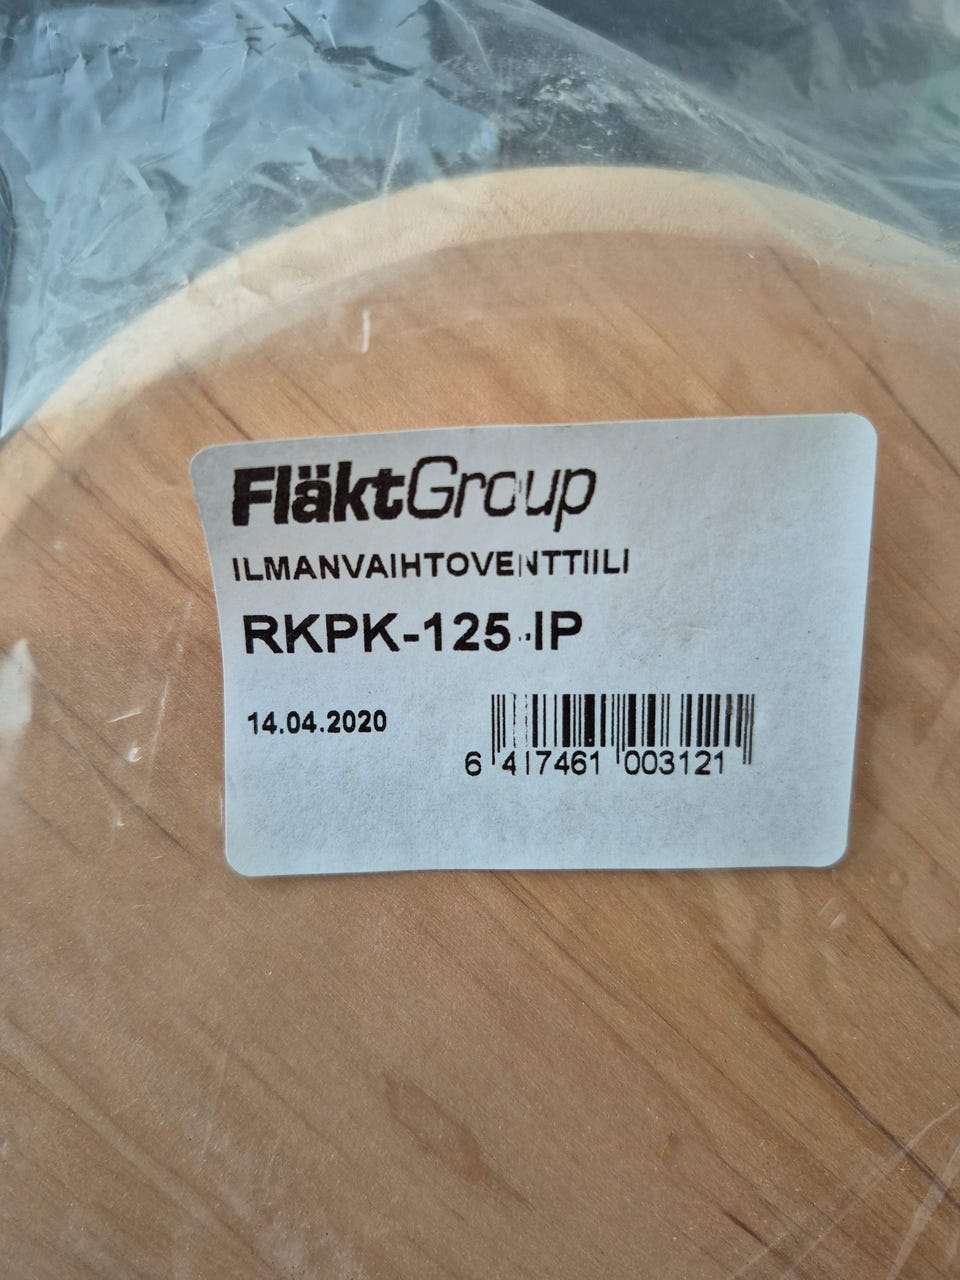 FläktGroup
ILMANVAIHTOVENTTIILI
RKPK-125-IP
14.04.2020
6 417461 003121